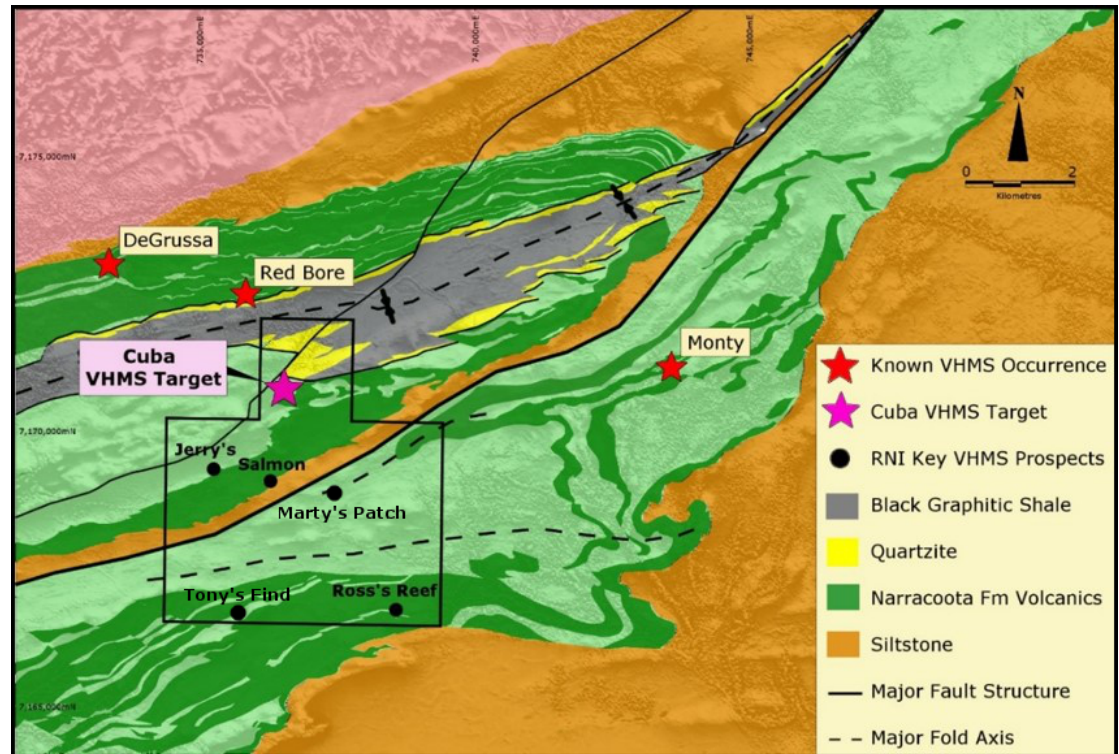 735,000mE
740,000mE
745,000mE
7,175,000mN
7,170,000mN
7,165,000mN
N
0
2
Kilometres
DeGrussa
Red Bore
Cuba
VHMS Target
Monty
Jerry's
Salmon
Marty's Patch
Tony's Find
Ross's Reef
Known VHMS Occurrence
Cuba VHMS Target
RNI Key VHMS Prospects
Black Graphitic Shale
Quartzite
Narracoota Fm Volcanics
Siltstone
Major Fault Structure
Major Fold Axis